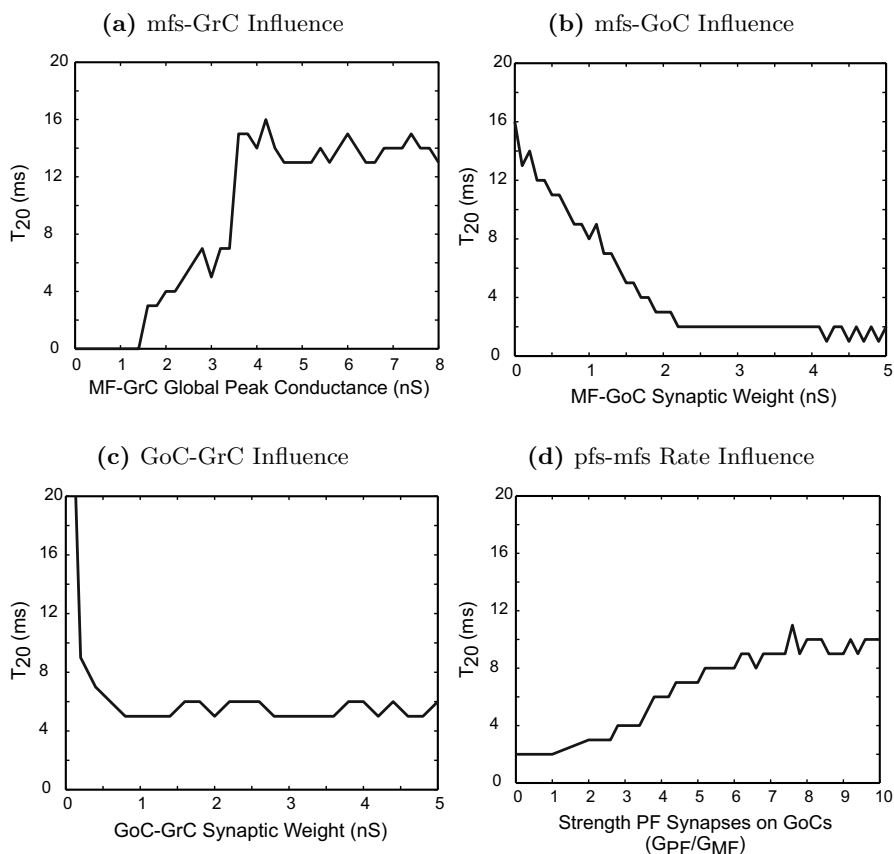 (a) mfs-GrC Influence
20
16
12
8
4
0
T20 (ms)
0 1 2 3 4 5 6 7 8
MF-GrC Global Peak Conductance (nS)
(b) mfs-GoC Influence
20
16
12
8
4
0
T20 (ms)
0 1 2 3 4 5
MF-GoC Synaptic Weight (nS)
(c) GoC-GrC Influence
20
16
12
8
4
0
T20 (ms)
0 1 2 3 4 5
GoC-GrC Synaptic Weight (nS)
(d) pfs-mfs Rate Influence
20
16
12
8
4
0
T20 (ms)
0 1 2 3 4 5 6 7 8 9 10
Strength PF Synapses on GoCs
(GPF/GMF)